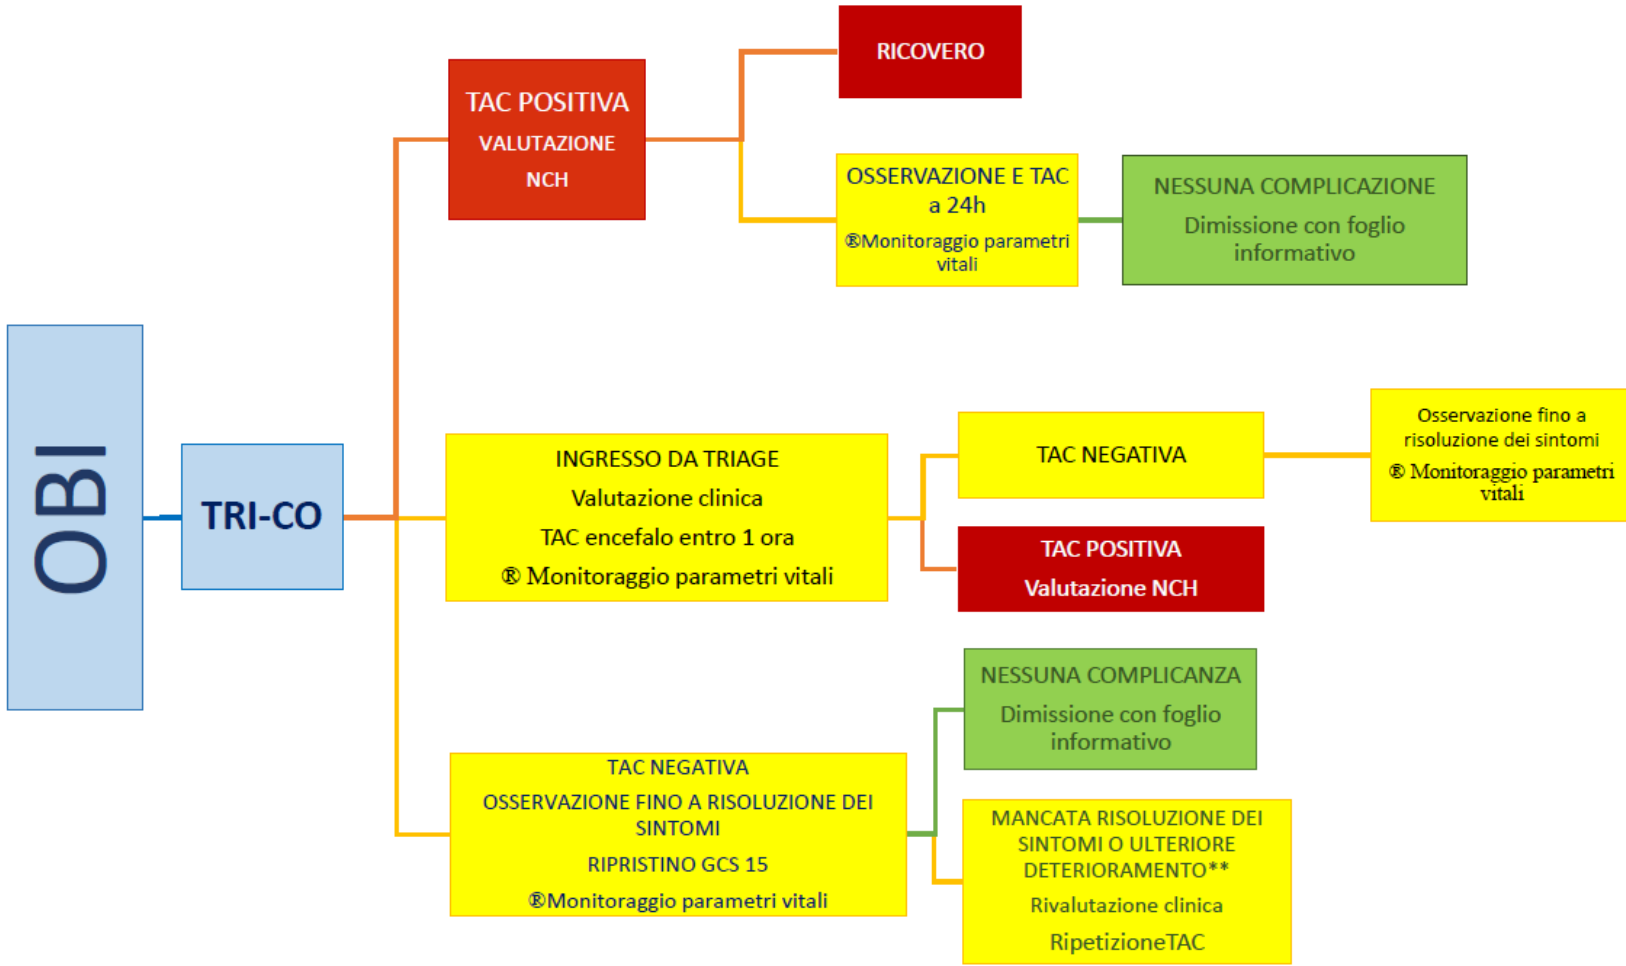 OBI
TRI-CO
TAC POSITIVA
VALUTAZIONE
NCH
RICOVERO
OSSERVAZIONE E TAC
a 24h
®Monitoraggio parametri
vitali
NESSUNA COMPLICAZIONE
Dimissione con foglio
informativo
INGRESSO DA TRIAGE
Valutazione clinica
TAC encefalo entro 1 ora
® Monitoraggio parametri vitali
TAC NEGATIVA
Osservazione fino a
risoluzione dei sintomi
® Monitoraggio parametri
vitali
TAC POSITIVA
Valutazione NCH
TAC NEGATIVA
OSSERVAZIONE FINO A RISOLUZIONE DEI
SINTOMI
RIPRISTINO GCS 15
®Monitoraggio parametri vitali
NESSUNA COMPLICANZA
Dimissione con foglio
informativo
MANCATA RISOLUZIONE DEI
SINTOMI O ULTERIORE
DETERIORAMENTO**
Rivalutazione clinica
RipetizioneTAC